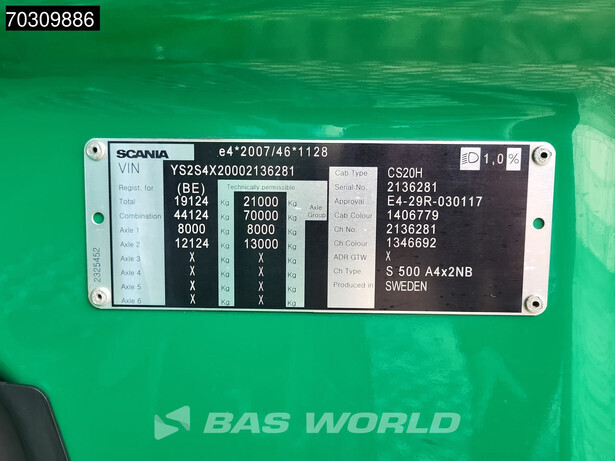 70309886
SCANIA e4*2007/46*1128
VIN YS2S4X20002136281
1,0%
Regist. for (BE) Technically permissible
Total 19124 Kg 21000 Kg
Combination 44124 Kg 70000 Kg Axle Group
Axle 1 8000 Kg 8000 Kg
Axle 2 12124 Kg 13000 Kg
Axle 3 X Kg X Kg
Axle 4 X Kg X Kg
Axle 5 X Kg X Kg
Axle 6 X Kg X Kg
Cab Type CS20H
Serial No. 2136281
Approval E4-29R-030117
Cab Colour 1406779
Ch No. 2136281
Ch Colour 1346692
ADR GTW X
Ch Type S 500 A4x2NB
Produced in SWEDEN
2325452
BAS WORLD